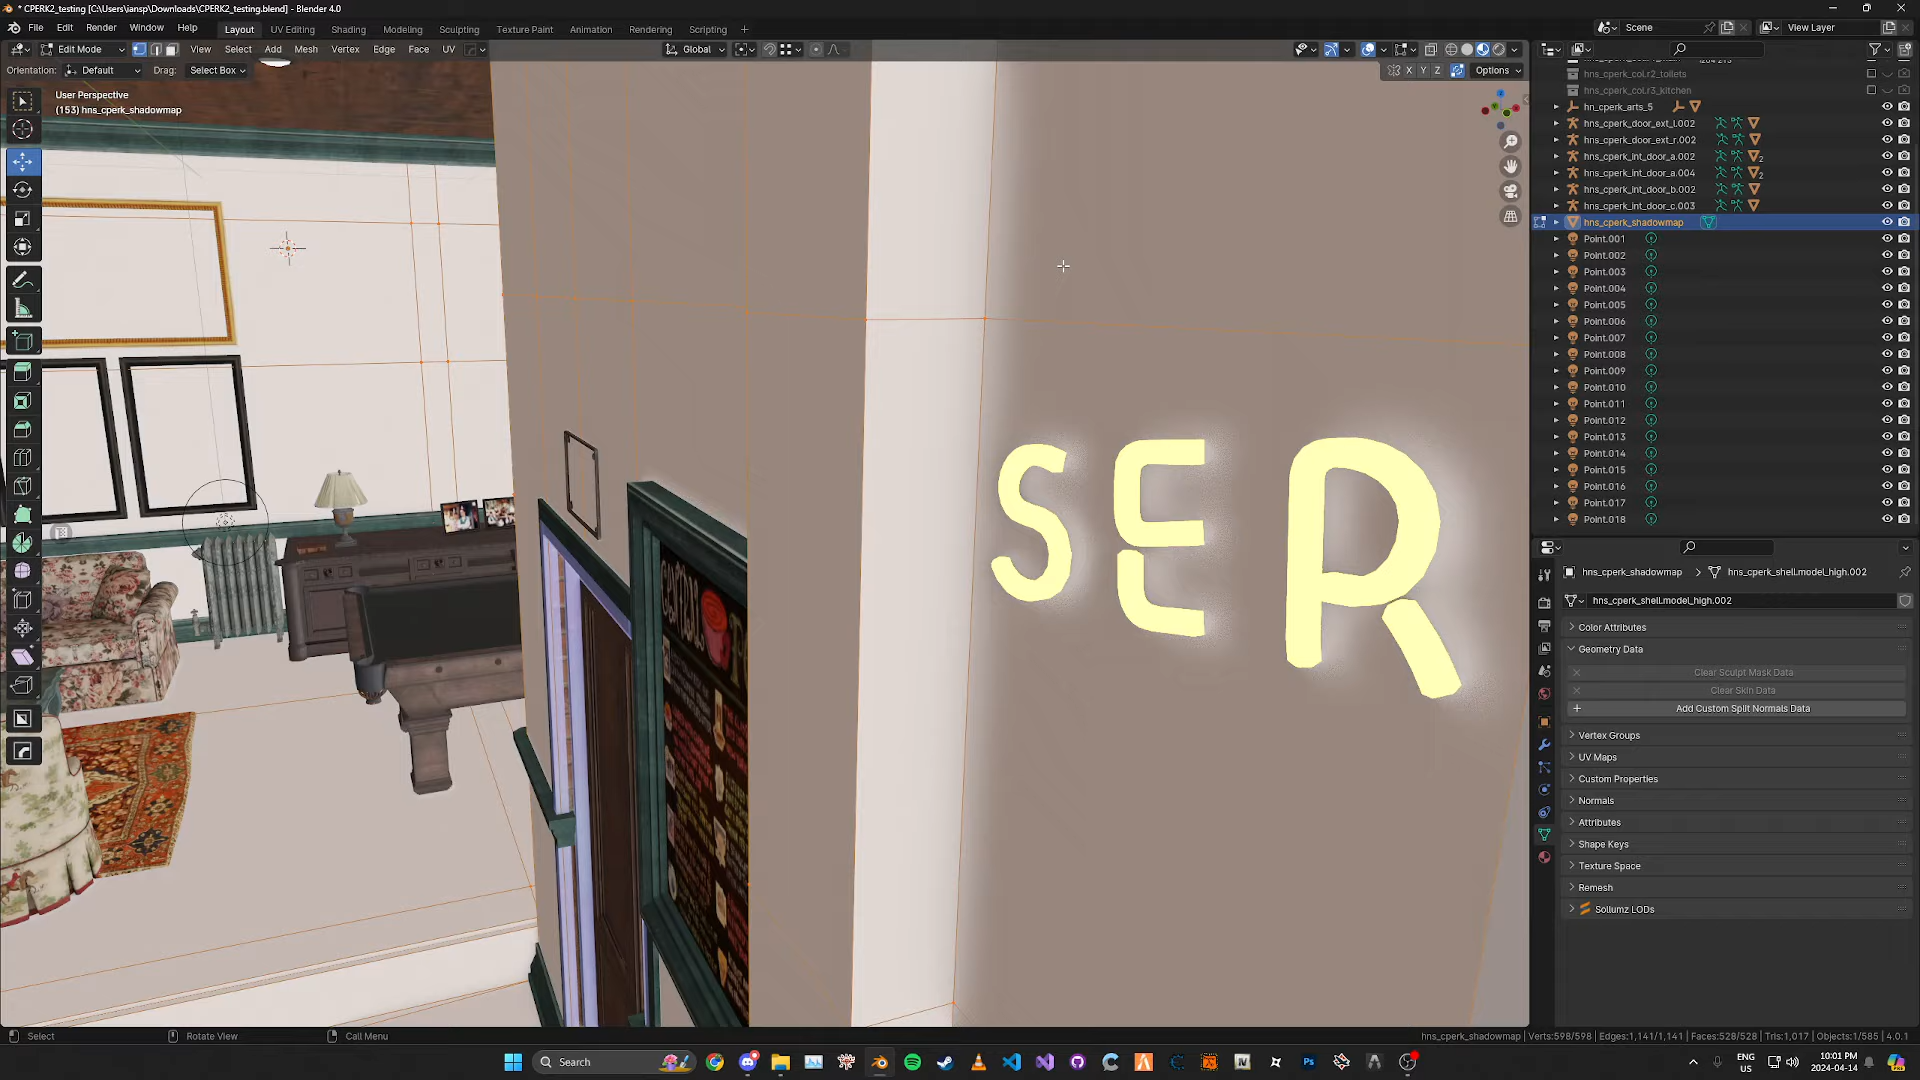 * CPERK2_testing [C:\Users\iansp\Downloads\CPERK2_testing.blend] - Blender 4.0
File Edit Render Window Help
Layout UV Editing Shading Modeling Sculpting Texture Paint Animation Rendering Scripting +
Scene
View Layer
Edit Mode View Select Add Mesh Vertex Edge Face UV
Global
Orientation: Default Drag: Select Box
X Y Z Options
User Perspective
(153) hns_cperk_shadowmap
SER
hns_cperk_col.r2_toilets
hns_cperk_col.r3_kitchen
hn_cperk_arts_5
hns_cperk_door_ext_l.002
hns_cperk_door_ext_r.002
hns_cperk_int_door_a.002
2
hns_cperk_int_door_a.004
2
hns_cperk_int_door_b.002
hns_cperk_int_door_c.003
hns_cperk_shadowmap
Point.001
Point.002
Point.003
Point.004
Point.005
Point.006
Point.007
Point.008
Point.009
Point.010
Point.011
Point.012
Point.013
Point.014
Point.015
Point.016
Point.017
Point.018
hns_cperk_shadowmap > hns_cperk_shell.model_high.002
hns_cperk_shell.model_high.002
Color Attributes
Geometry Data
Clear Sculpt Mask Data
Clear Skin Data
Add Custom Split Normals Data
Vertex Groups
UV Maps
Custom Properties
Normals
Attributes
Shape Keys
Texture Space
Remesh
Sollumz LODs
Select Rotate View Call Menu
hns_cperk_shadowmap | Verts:598/598 | Edges:1,141/1,141 | Faces:528/528 | Tris:1,017 | Objects:1/585 | 4.0.1
Search
ENG
US
10:01 PM
2024-04-14